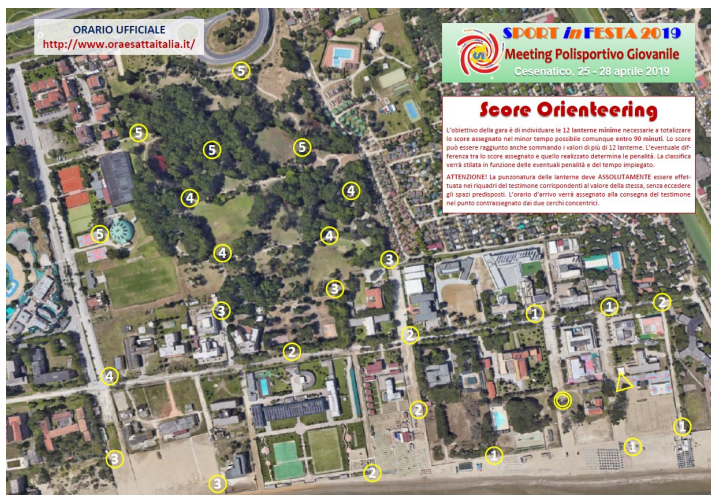 ORARIO UFFICIALE
http://www.oraesattaitalia.it/
SPORT in FESTA 2019
Meeting Polisportivo Giovanile
Cesenatico, 25 - 28 aprile 2019
Score Orienteering
L'obiettivo della gara è di individuare le 12 lanterne minime necessarie a totalizzare
lo score assegnato nel minor tempo possibile comunque entro 90 minuti. Lo score
può essere raggiunto anche sommando i valori di più di 12 lanterne. L'eventuale dif-
ferenza tra lo score assegnato e quello realizzato determina le penalità. La classifica
verrà stilata in funzione delle eventuali penalità e del tempo impiegato.
ATTENZIONE! La punzonatura delle lanterne deve ASSOLUTAMENTE essere effet-
tuata nei riquadri del testimone corrispondenti al valore della stessa, senza eccedere
gli spazi predisposti. L'orario d'arrivo verrà assegnato alla consegna del testimone
nel punto contrassegnato dai due cerchi concentrici.
5
5
5
5
4
4
5
4
4
3
3
3
2
1
1
2
2
4
2
1
1
1
3
2
3